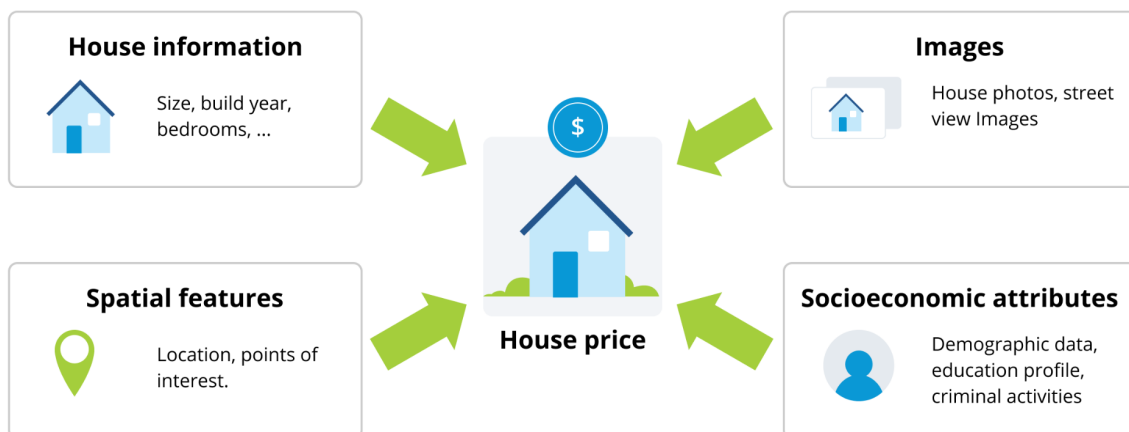 House information
Size, build year,
bedrooms, ...
Images
House photos, street
view Images
$
House price
Spatial features
Location, points of
interest.
Socioeconomic attributes
Demographic data,
education profile,
criminal activities